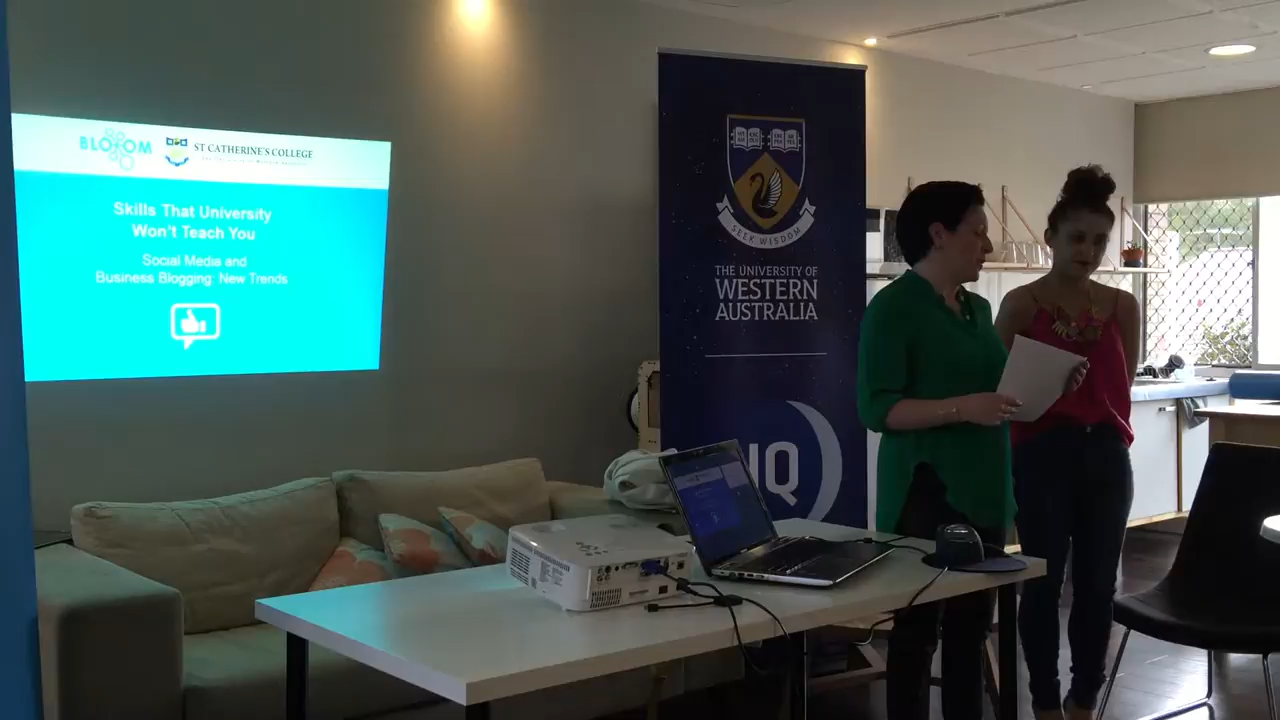 BLOOM
ST CATHERINE'S COLLEGE
Skills That University
Won't Teach You
Social Media and
Business Blogging: New Trends
SEEK WISDOM
THE UNIVERSITY OF
WESTERN
AUSTRALIA
IQ